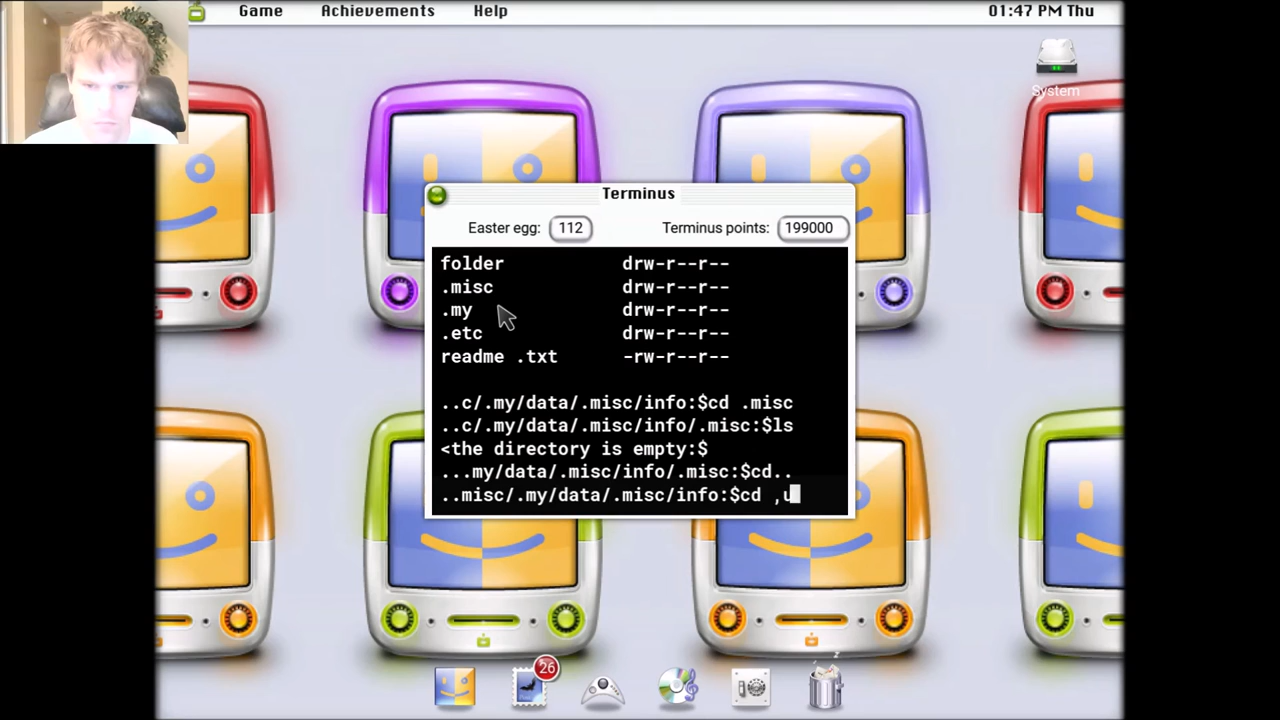 Game Achievements Help 01:47 PM Thu
System
Terminus
Easter egg: 112 Terminus points: 199000
folder drw-r--r--
.misc drw-r--r--
.my drw-r--r--
.etc drw-r--r--
readme .txt -rw-r--r--
..c/.my/data/.misc/info:$cd .misc
..c/.my/data/.misc/info/.misc:$ls
<the directory is empty:$
...my/data/.misc/info/.misc:$cd..
..misc/.my/data/.misc/info:$cd ,u
26